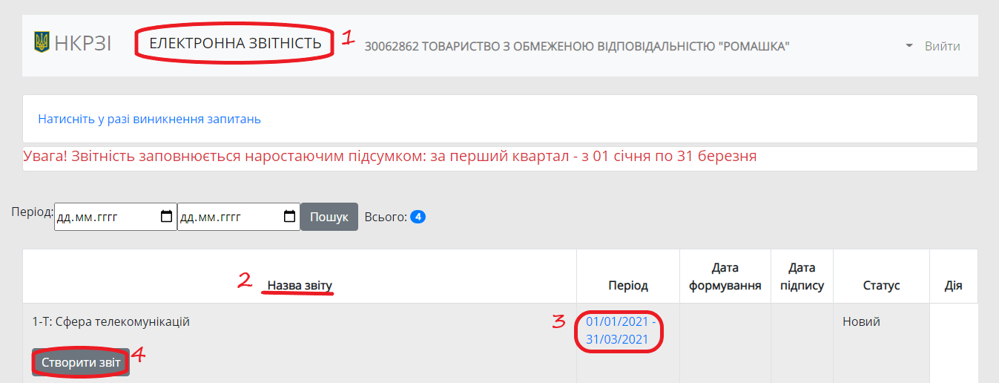 НКРЗІ ЕЛЕКТРОННА ЗВІТНІСТЬ 1 30062862 ТОВАРИСТВО З ОБМЕЖЕНОЮ ВІДПОВІДАЛЬНІСТЮ "РОМАШКА" Вийти
Натисніть у разі виникнення запитань
Увага! Звітність заповнюється наростаючим підсумком: за перший квартал - з 01 січня по 31 березня
Період: дд.мм.гггг дд.мм.гггг Пошук Всього: 4
2 Назва звіту Період Дата формування Дата підпису Статус Дія
1-Т: Сфера телекомунікацій 3 01/01/2021 - Новий
31/03/2021
Створити звіт 4